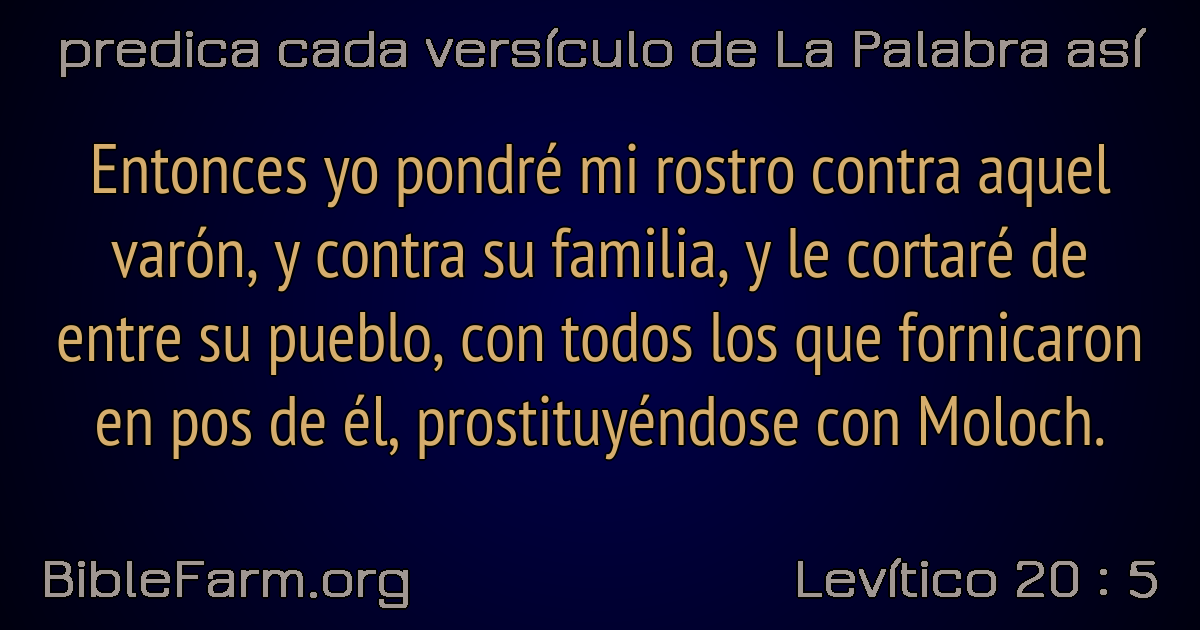 predica cada versículo de La Palabra así
Entonces yo pondré mi rostro contra aquel
varón, y contra su familia, y le cortaré de
entre su pueblo, con todos los que fornicaron
en pos de él, prostituyéndose con Moloch.
BibleFarm.org
Levítico 20 : 5